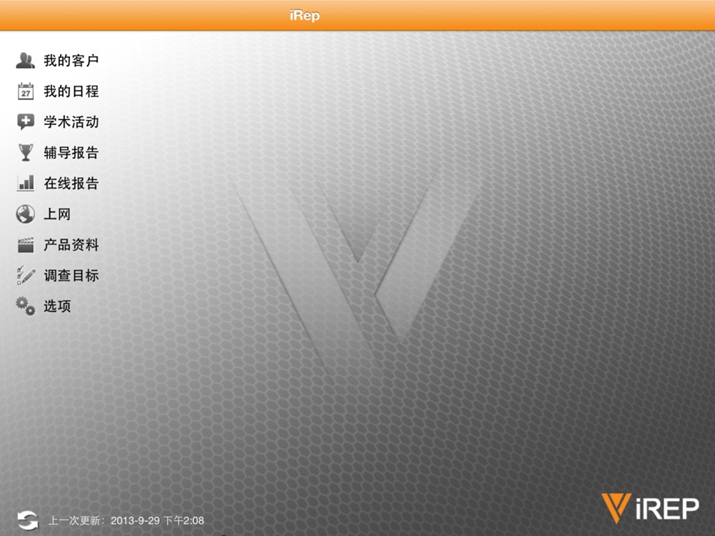 iRep
我的客户
27
我的日程
学术活动
辅导报告
在线报告
上网
产品资料
调查目标
选项
上一次更新：2013-9-29 下午2:08
iREP